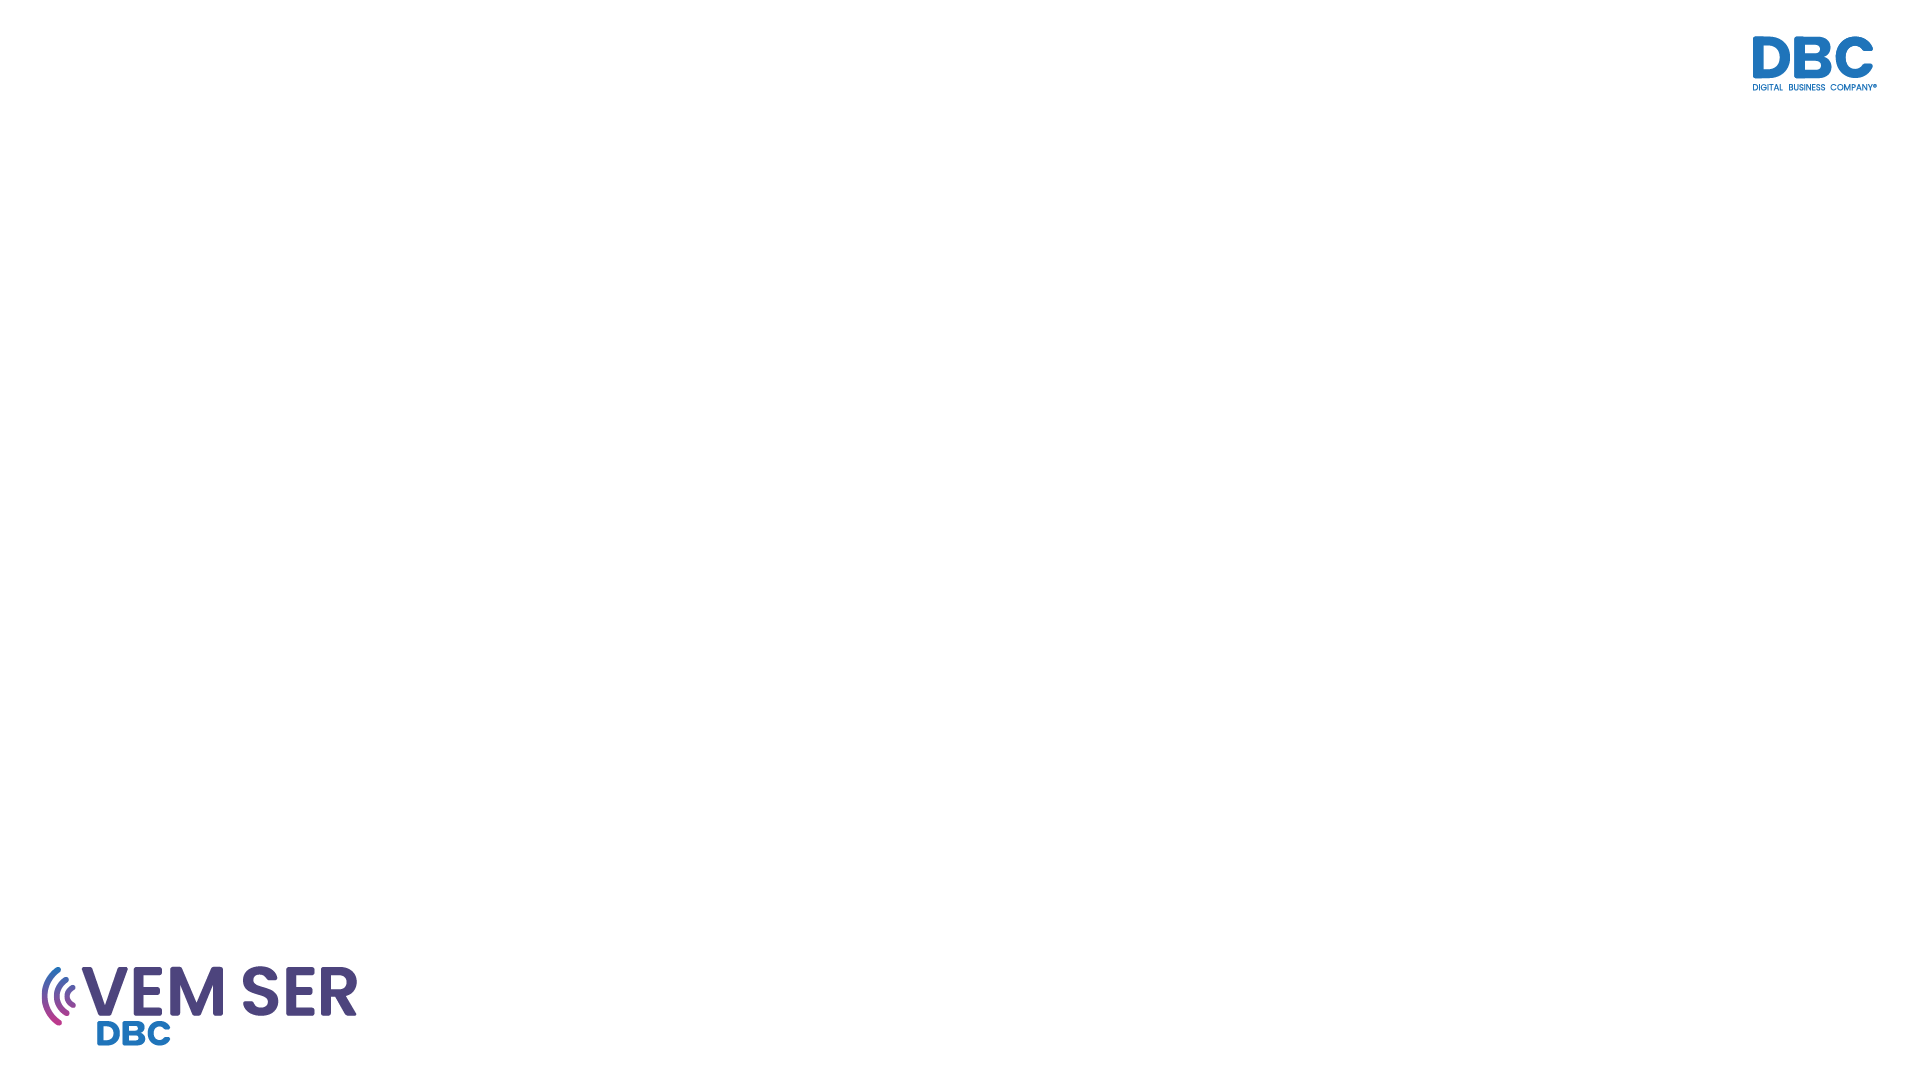 DBC
DIGITAL BUSINESS COMPANY®
VEM SER
DBC